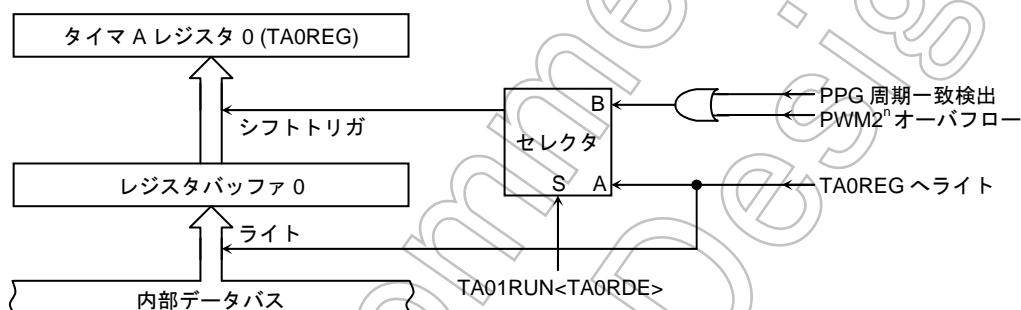 タイマ A レジスタ 0 (TA0REG)
シフトトリガ
レジスタバッファ 0
ライト
内部データバス
B
セレクタ
S A
TA01RUN<TA0RDE>
PPG 周期一致検出
PWM2ⁿ オーバフロー
TA0REG へライト